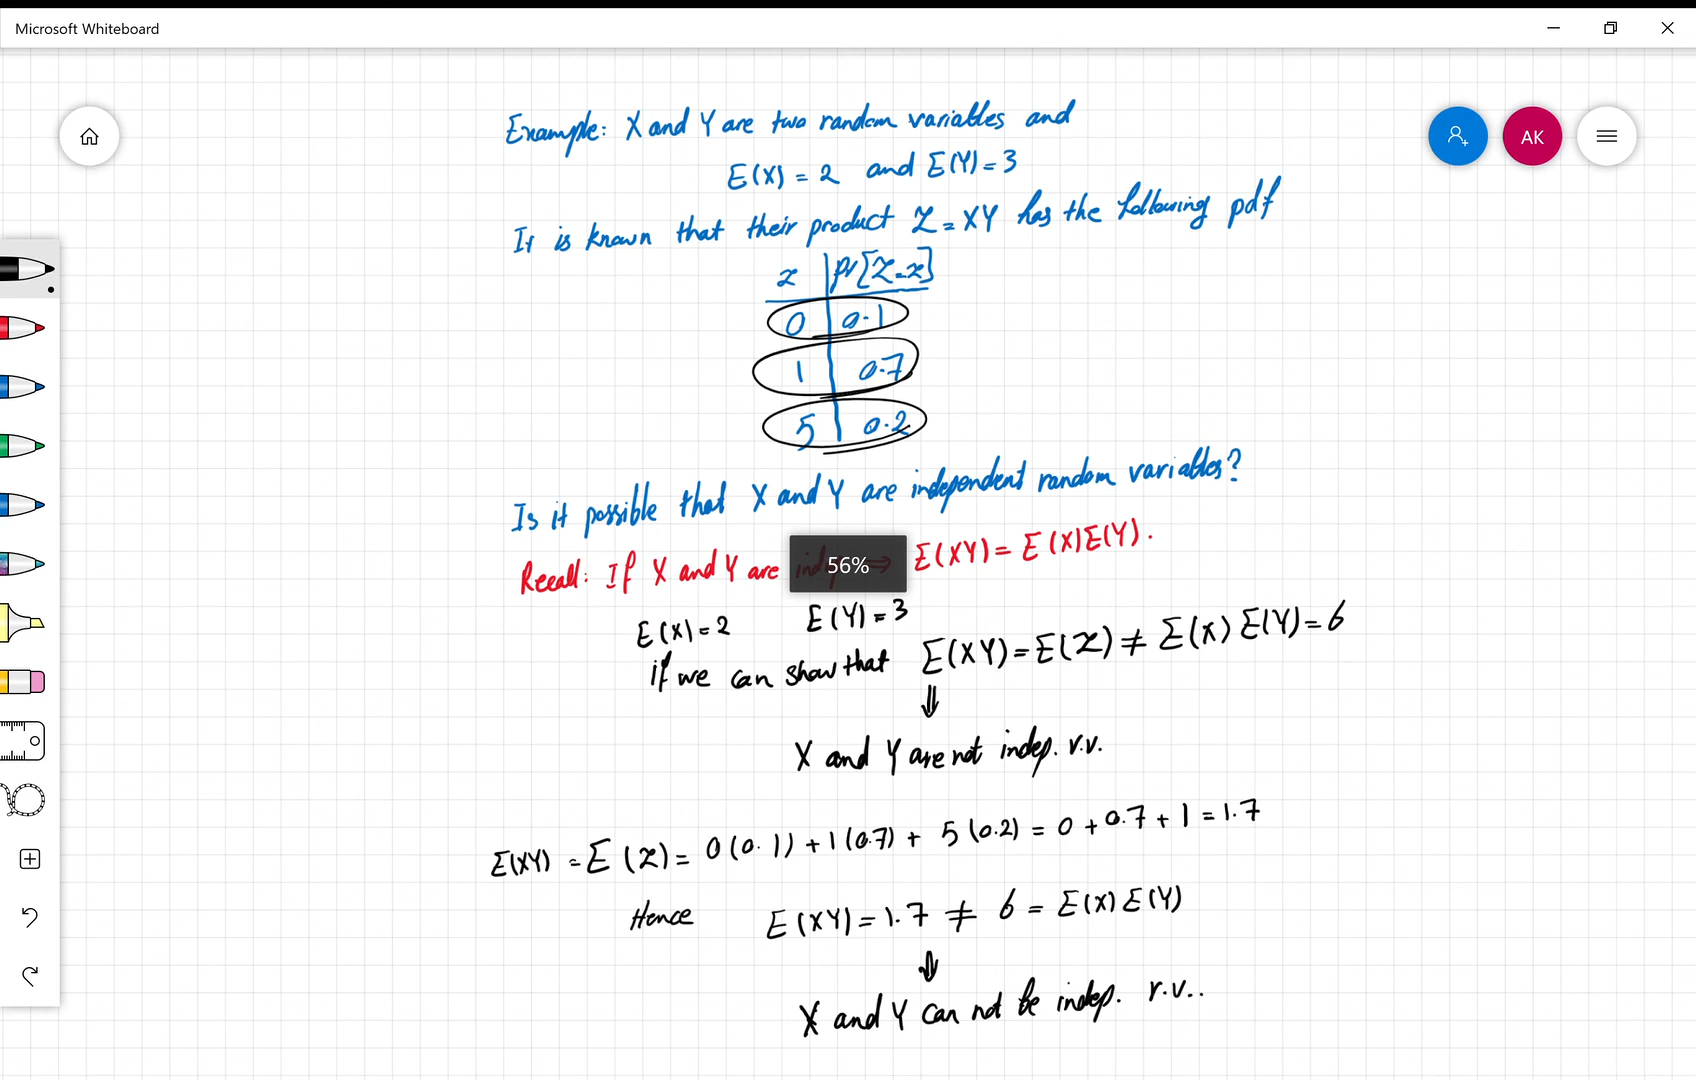 Microsoft Whiteboard
AK
Example: X and Y are two random variables and
E(X) = 2 and E(Y) = 3
It is known that their product Z = XY has the following pdf
z | pr[Z=z]
0 | 0.1
1 | 0.7
5 | 0.2
Is it possible that X and Y are independent random variables?
Recall: If X and Y are indep ⇒ E(XY) = E(X)E(Y).
56%
E(X) = 2 E(Y) = 3
if we can show that E(XY) = E(Z) ≠ E(X) E(Y) = 6
⇓
X and Y are not indep. r.v.
E(XY) = E(Z) = 0(0.1) + 1(0.7) + 5(0.2) = 0 + 0.7 + 1 = 1.7
Hence E(XY) = 1.7 ≠ 6 = E(X) E(Y)
⇓
X and Y can not be indep. r.v..